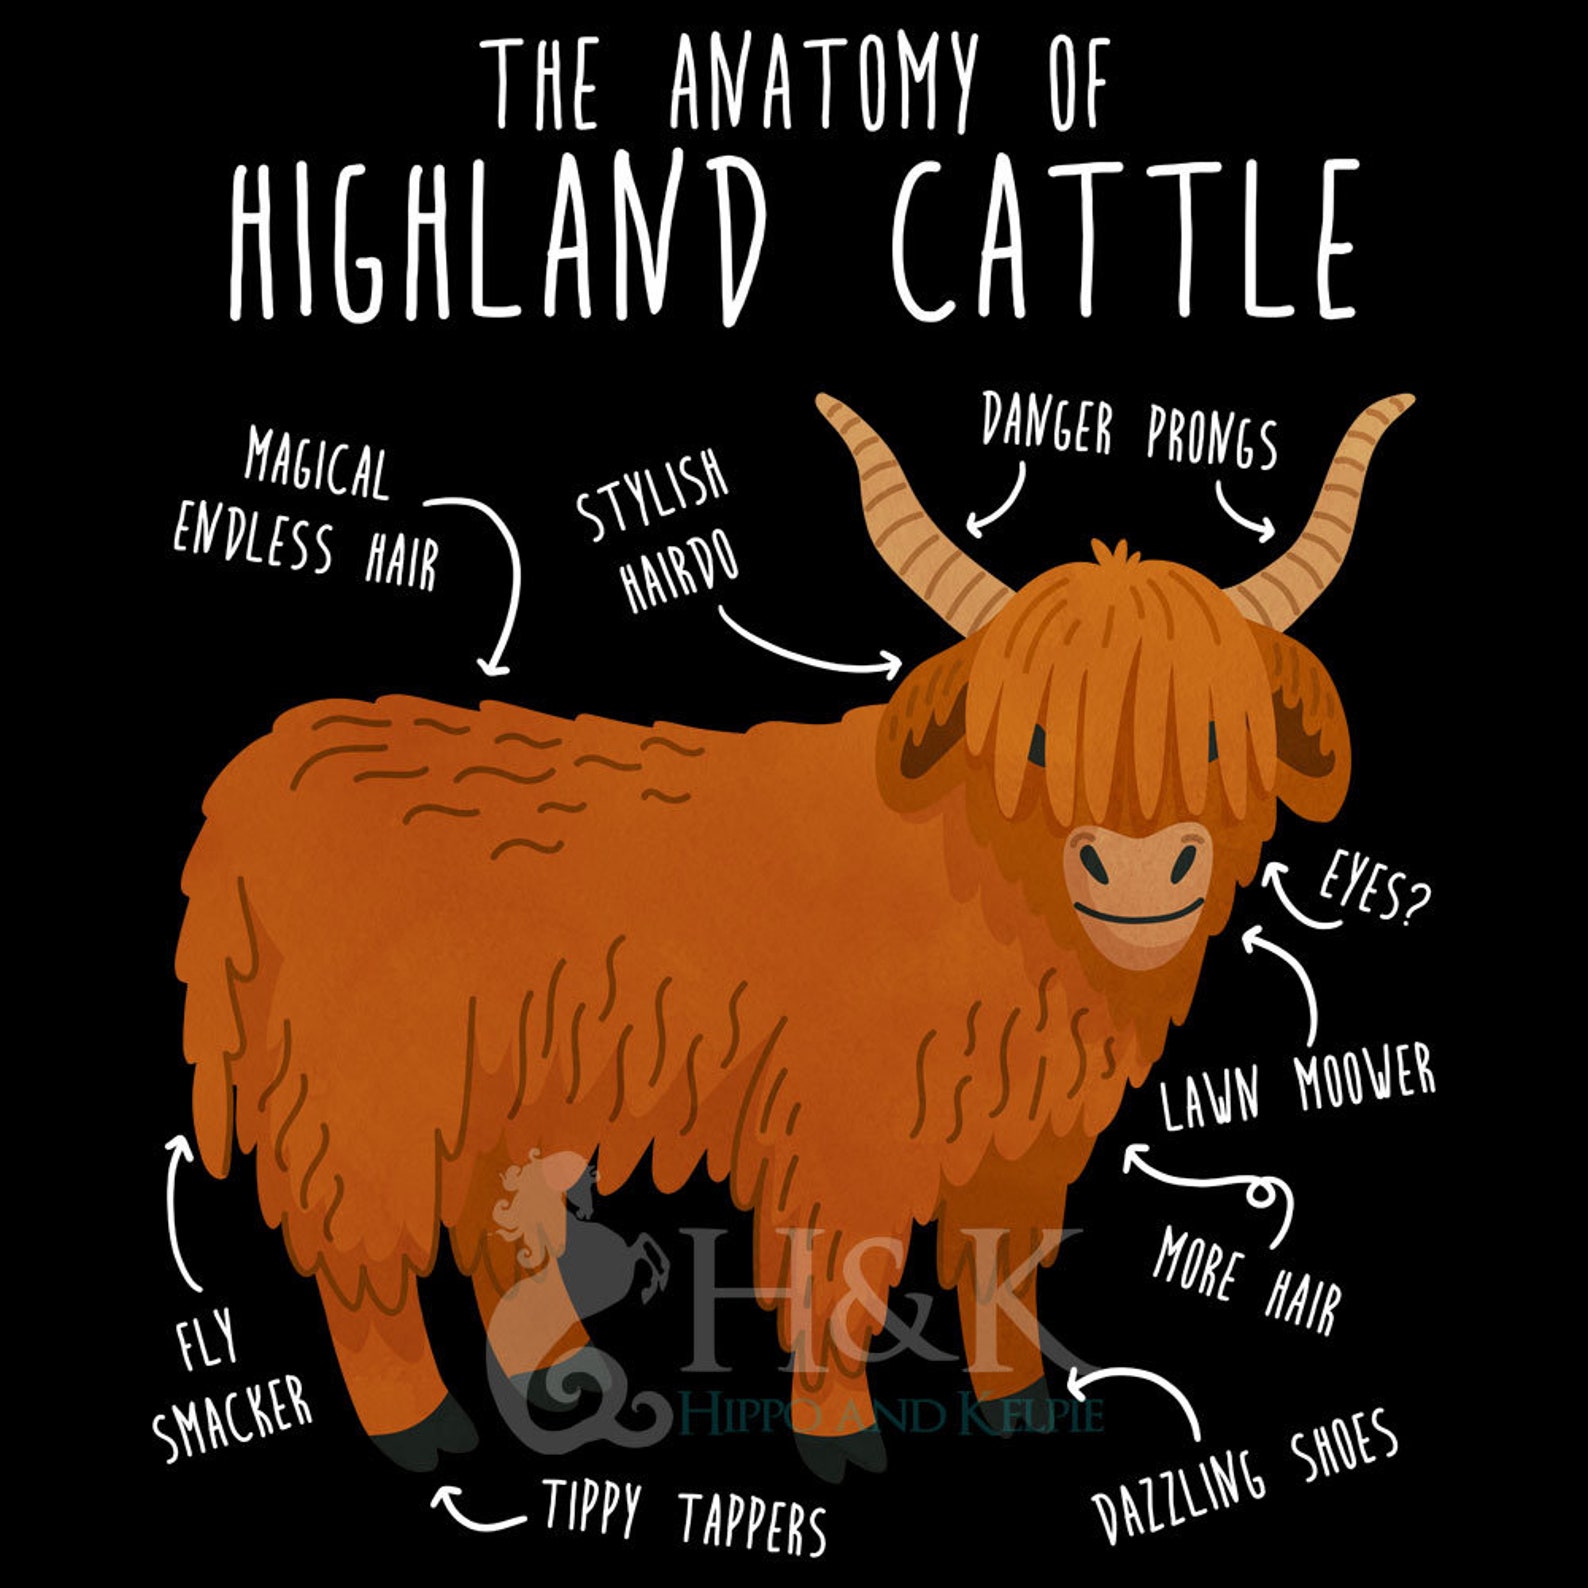 THE ANATOMY OF
HIGHLAND CATTLE
DANGER PRONGS
MAGICAL
ENDLESS HAIR
STYLISH
HAIRDO
EYES?
LAWN MOOWER
MORE HAIR
FLY
SMACKER
H&K
HIPPO AND KELPIE
DAZZLING SHOES
TIPPY TAPPERS